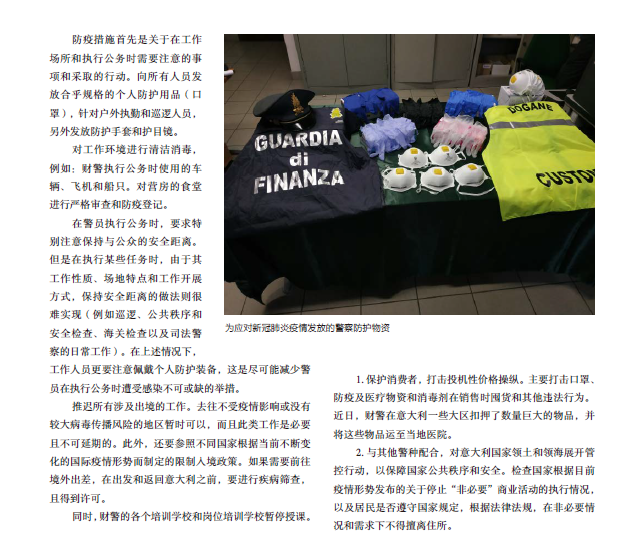 防疫措施首先是关于在工作
场所和执行公务时需要注意的事
项和采取的行动。向所有人员发
放合乎规格的个人防护用品（口
罩），针对户外执勤和巡逻人员，
另外发放防护手套和护目镜。
对工作环境进行清洁消毒，
例如：财警执行公务时使用的车
辆、飞机和船只。对营房的食堂
进行严格审查和防疫登记。
在警员执行公务时，要求特
别注意保持与公众的安全距离。
但是在执行某些任务时，由于其
工作性质、场地特点和工作开展
方式，保持安全距离的做法则很
难实现（例如巡逻、公共秩序和
安全检查、海关检查以及司法警
察的日常工作）。在上述情况下，
工作人员更要注意佩戴个人防护装备，这是尽可能减少警
员在执行公务时遭受感染不可或缺的举措。
推迟所有涉及出境的工作。去往不受疫情影响或没有
较大病毒传播风险的地区暂时可以，而且此类工作是必要
且不可延期的。此外，还要参照不同国家根据当前不断变
化的国际疫情形势而制定的限制入境政策。如果需要前往
境外出差，在出发和返回意大利之前，要进行疾病筛查，
且得到许可。
同时，财警的各个培训学校和岗位培训学校暂停授课。
GUARDIA
di
FINANZA
DOGANE
CUSTO
为应对新冠肺炎疫情发放的警察防护物资
1. 保护消费者，打击投机性价格操纵。主要打击口罩、
防疫及医疗物资和消毒剂在销售时囤货和其他违法行为。
近日，财警在意大利一些大区扣押了数量巨大的物品，并
将这些物品运至当地医院。
2. 与其他警种配合，对意大利国家领土和领海展开管
控行动，以保障国家公共秩序和安全。检查国家根据目前
疫情形势发布的关于停止“非必要”商业活动的执行情况，
以及居民是否遵守国家规定，根据法律法规，在非必要情
况和需求下不得擅离住所。